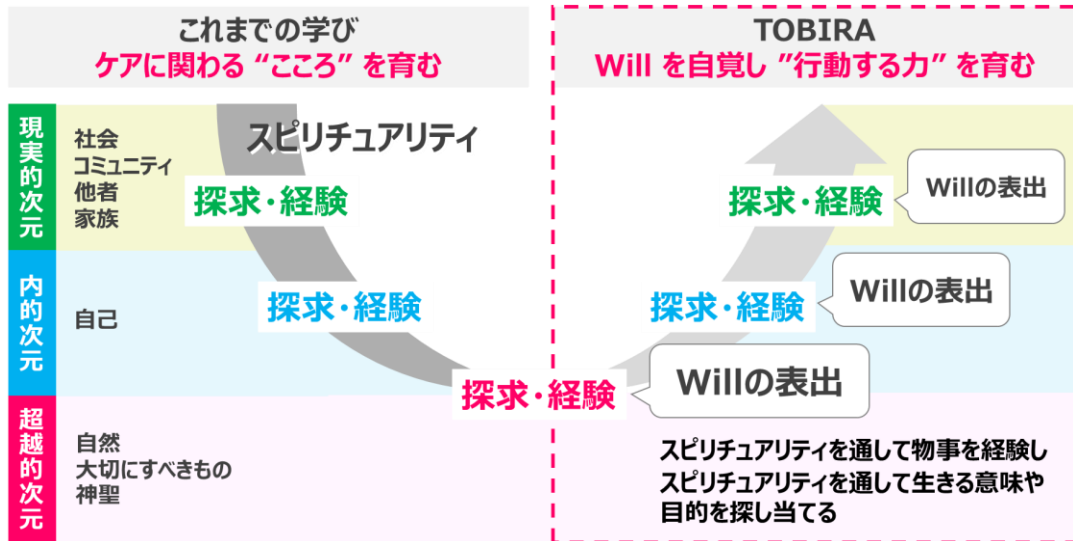 これまでの学び
ケアに関わる “こころ” を育む
TOBIRA
Will を自覚し ”行動する力” を育む
現実的次元
社会
コミュニティ
他者
家族
スピリチュアリティ
探求・経験
探求・経験
Willの表出
内的次元
自己
探求・経験
探求・経験
Willの表出
探求・経験
Willの表出
超越的次元
自然
大切にすべきもの
神聖
スピリチュアリティを通して物事を経験し
スピリチュアリティを通して生きる意味や
目的を探し当てる